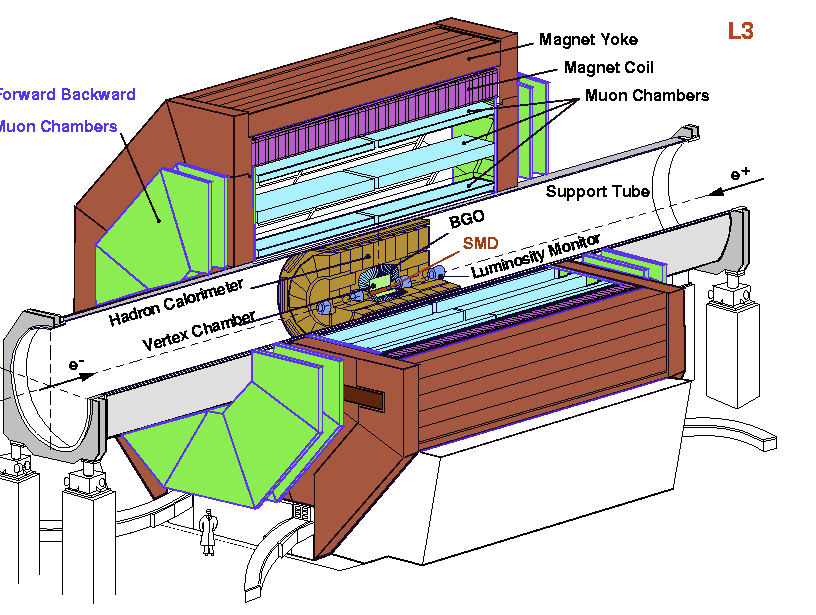 L3
Magnet Yoke
Magnet Coil
Forward Backward
Muon Chambers
Muon Chambers
e+
Support Tube
BGO
SMD
Luminosity Monitor
Hadron Calorimeter
Vertex Chamber
e-